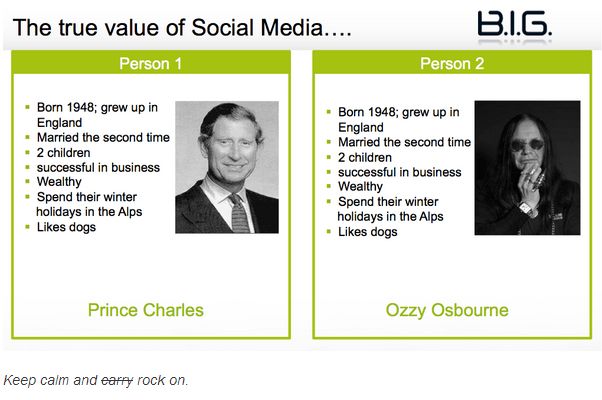 The true value of Social Media….
B.I.G.
Person 1
Born 1948; grew up in
England
Married the second time
2 children
successful in business
Wealthy
Spend their winter
holidays in the Alps
Likes dogs
Prince Charles
Person 2
Born 1948; grew up in
England
Married the second time
2 children
successful in business
Wealthy
Spend their winter
holidays in the Alps
Likes dogs
Ozzy Osbourne
Keep calm and carry rock on.